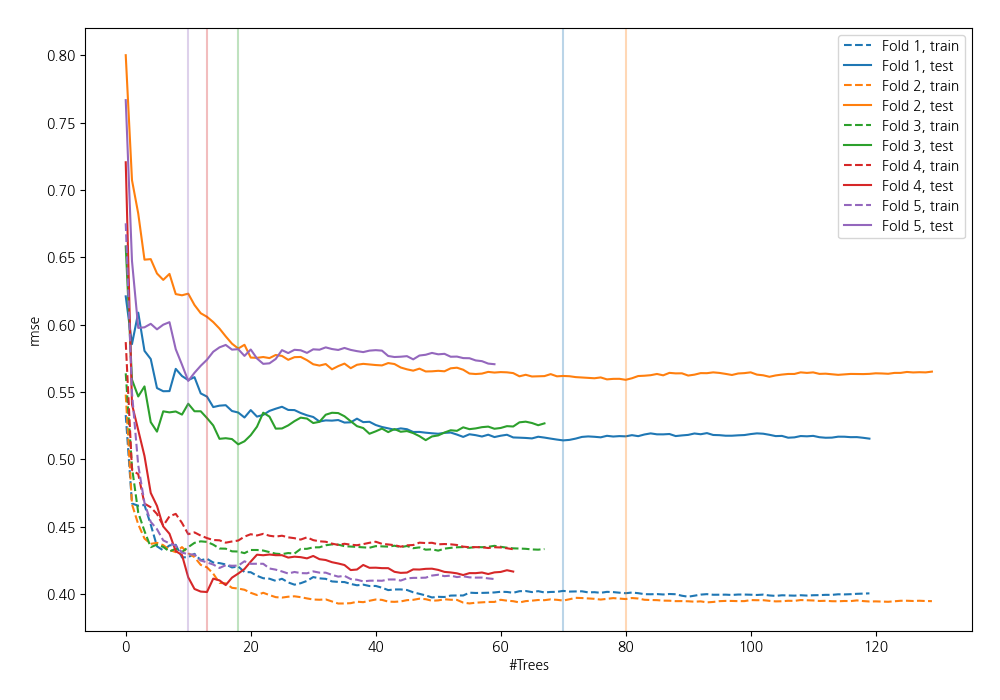 Fold 1, train
Fold 1, test
Fold 2, train
Fold 2, test
Fold 3, train
Fold 3, test
Fold 4, train
Fold 4, test
Fold 5, train
Fold 5, test
rmse
0.80
0.75
0.70
0.65
0.60
0.55
0.50
0.45
0.40
0 20 40 60 80 100 120
#Trees